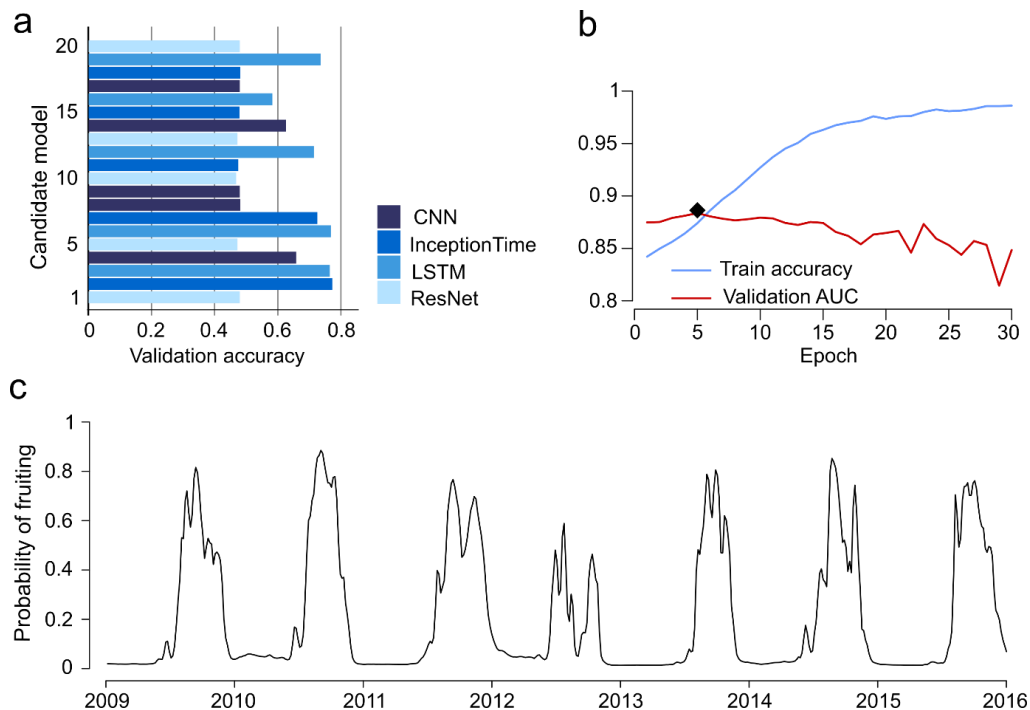 a
20
15
10
5
1
Candidate model
0 0.2 0.4 0.6 0.8
Validation accuracy
CNN
InceptionTime
LSTM
ResNet
b
1
0.95
0.9
0.85
0.8
Train accuracy
Validation AUC
0 5 10 15 20 25 30
Epoch
c
1
0.8
0.6
0.4
0.2
0
Probability of fruiting
2009 2010 2011 2012 2013 2014 2015 2016